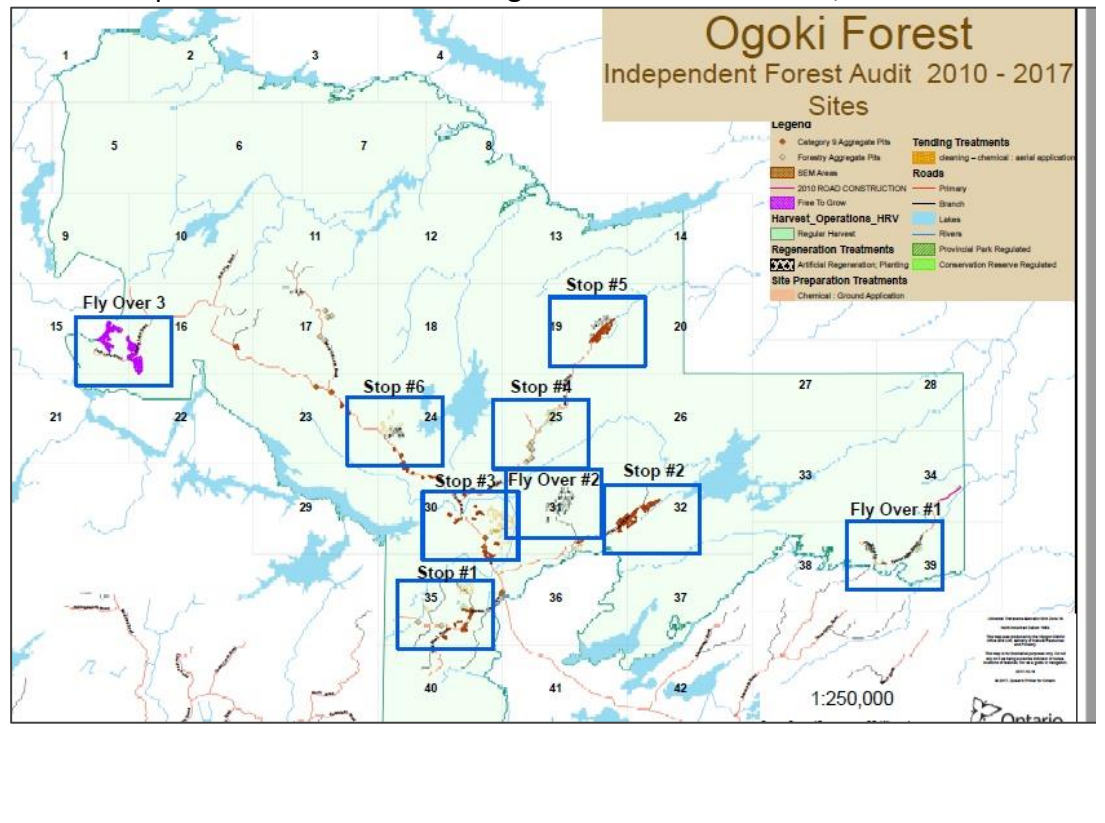 Ogoki Forest
Independent Forest Audit 2010 - 2017
Sites
Legend
Category 9 Aggregate Pits
Forestry Aggregate Pits
SEM Areas
2010 ROAD CONSTRUCTION
Free To Grow
Harvest_Operations_HRV
Regular Harvest
Regeneration Treatments
Artificial Regeneration; Planting
Site Preparation Treatments
Chemical : Ground Application
Tending Treatments
cleaning – chemical : aerial application
Roads
Primary
Branch
Lakes
Rivers
Provincial Park Regulated
Conservation Reserve Regulated
1 2 3 4
5 6 7 8
9 10 11 12 13 14
Fly Over 3
Stop #5
15 16 17 18 19 20
Stop #6
Stop #4
27 28
21 22 23 24 25 26
Stop #3
Fly Over #2
Stop #2
33 34
29 30 31 32
Fly Over #1
Stop #1
38 39
35 36 37
40 41 42
1:250,000
Ontario